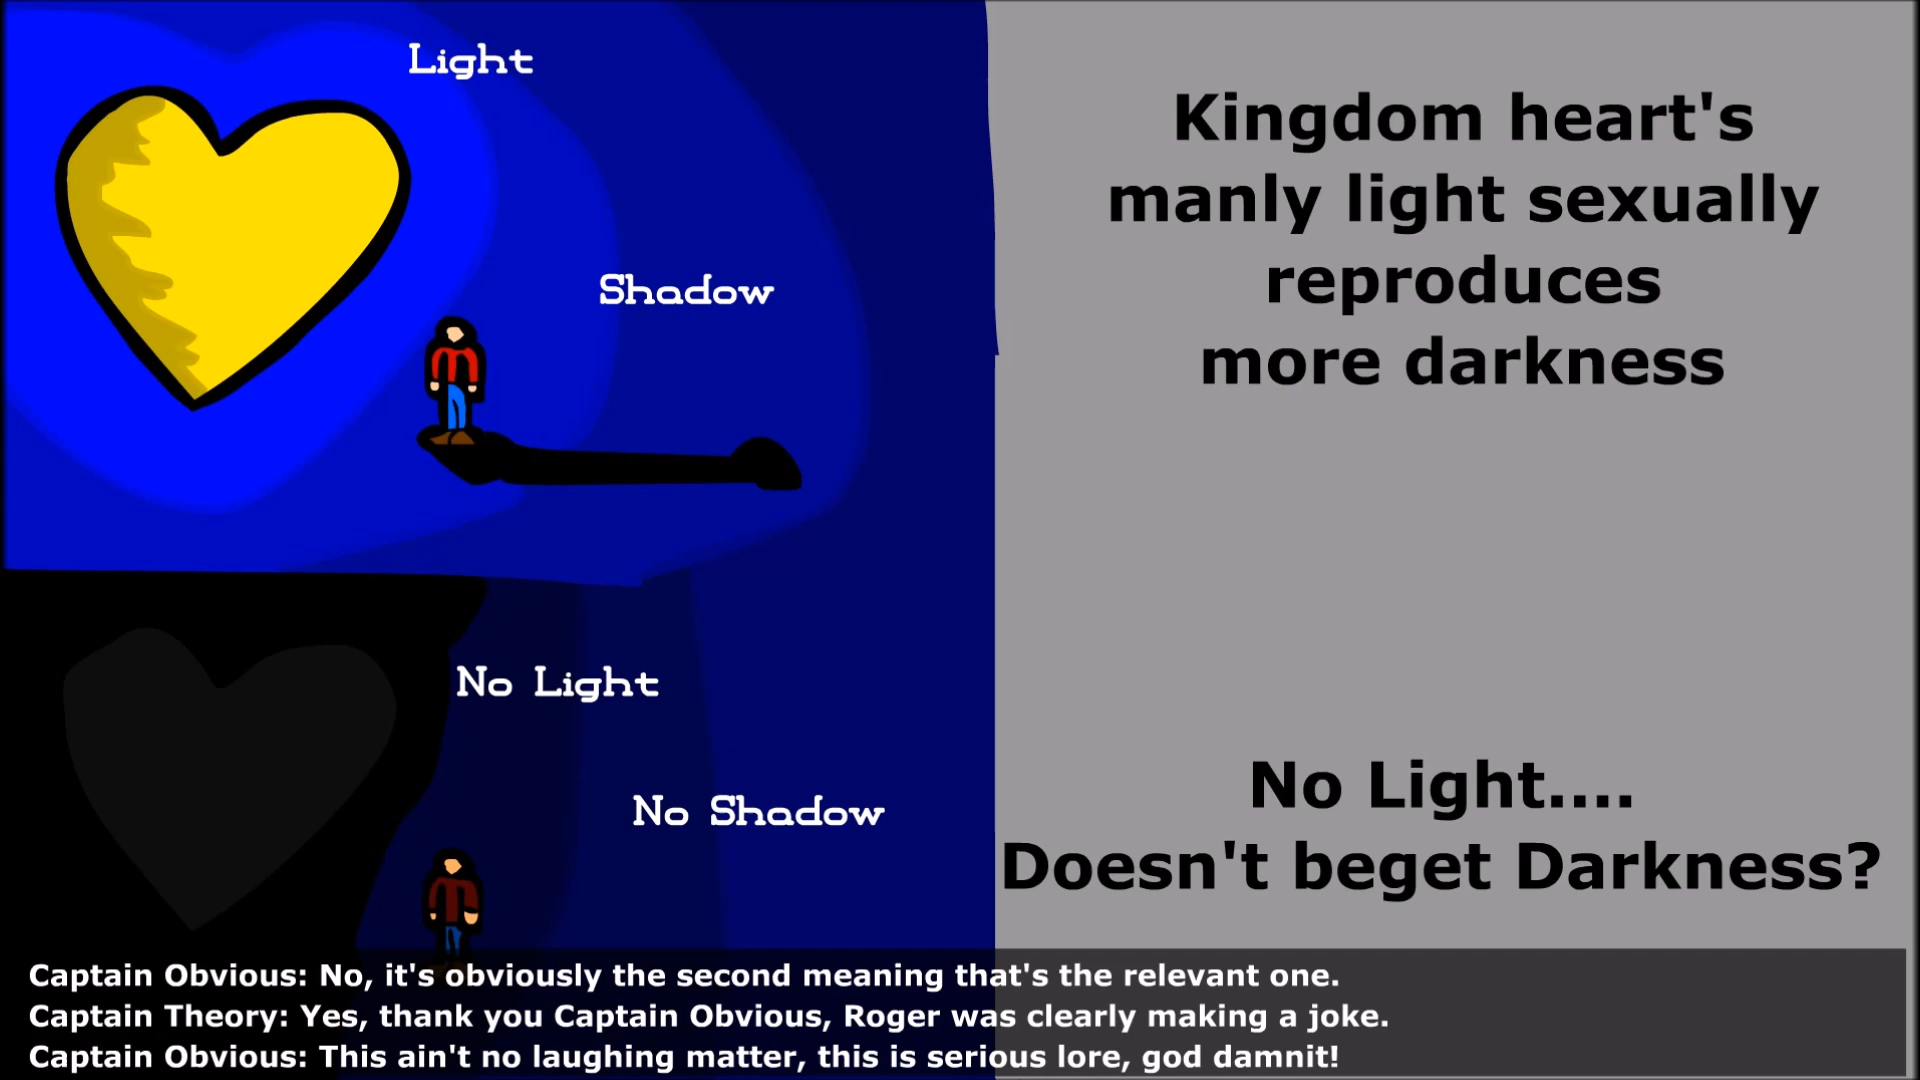 Light
Shadow
Kingdom heart's
manly light sexually
reproduces
more darkness
No Light
No Shadow
No Light....
Doesn't beget Darkness?
Captain Obvious: No, it's obviously the second meaning that's the relevant one.
Captain Theory: Yes, thank you Captain Obvious, Roger was clearly making a joke.
Captain Obvious: This ain't no laughing matter, this is serious lore, god damnit!